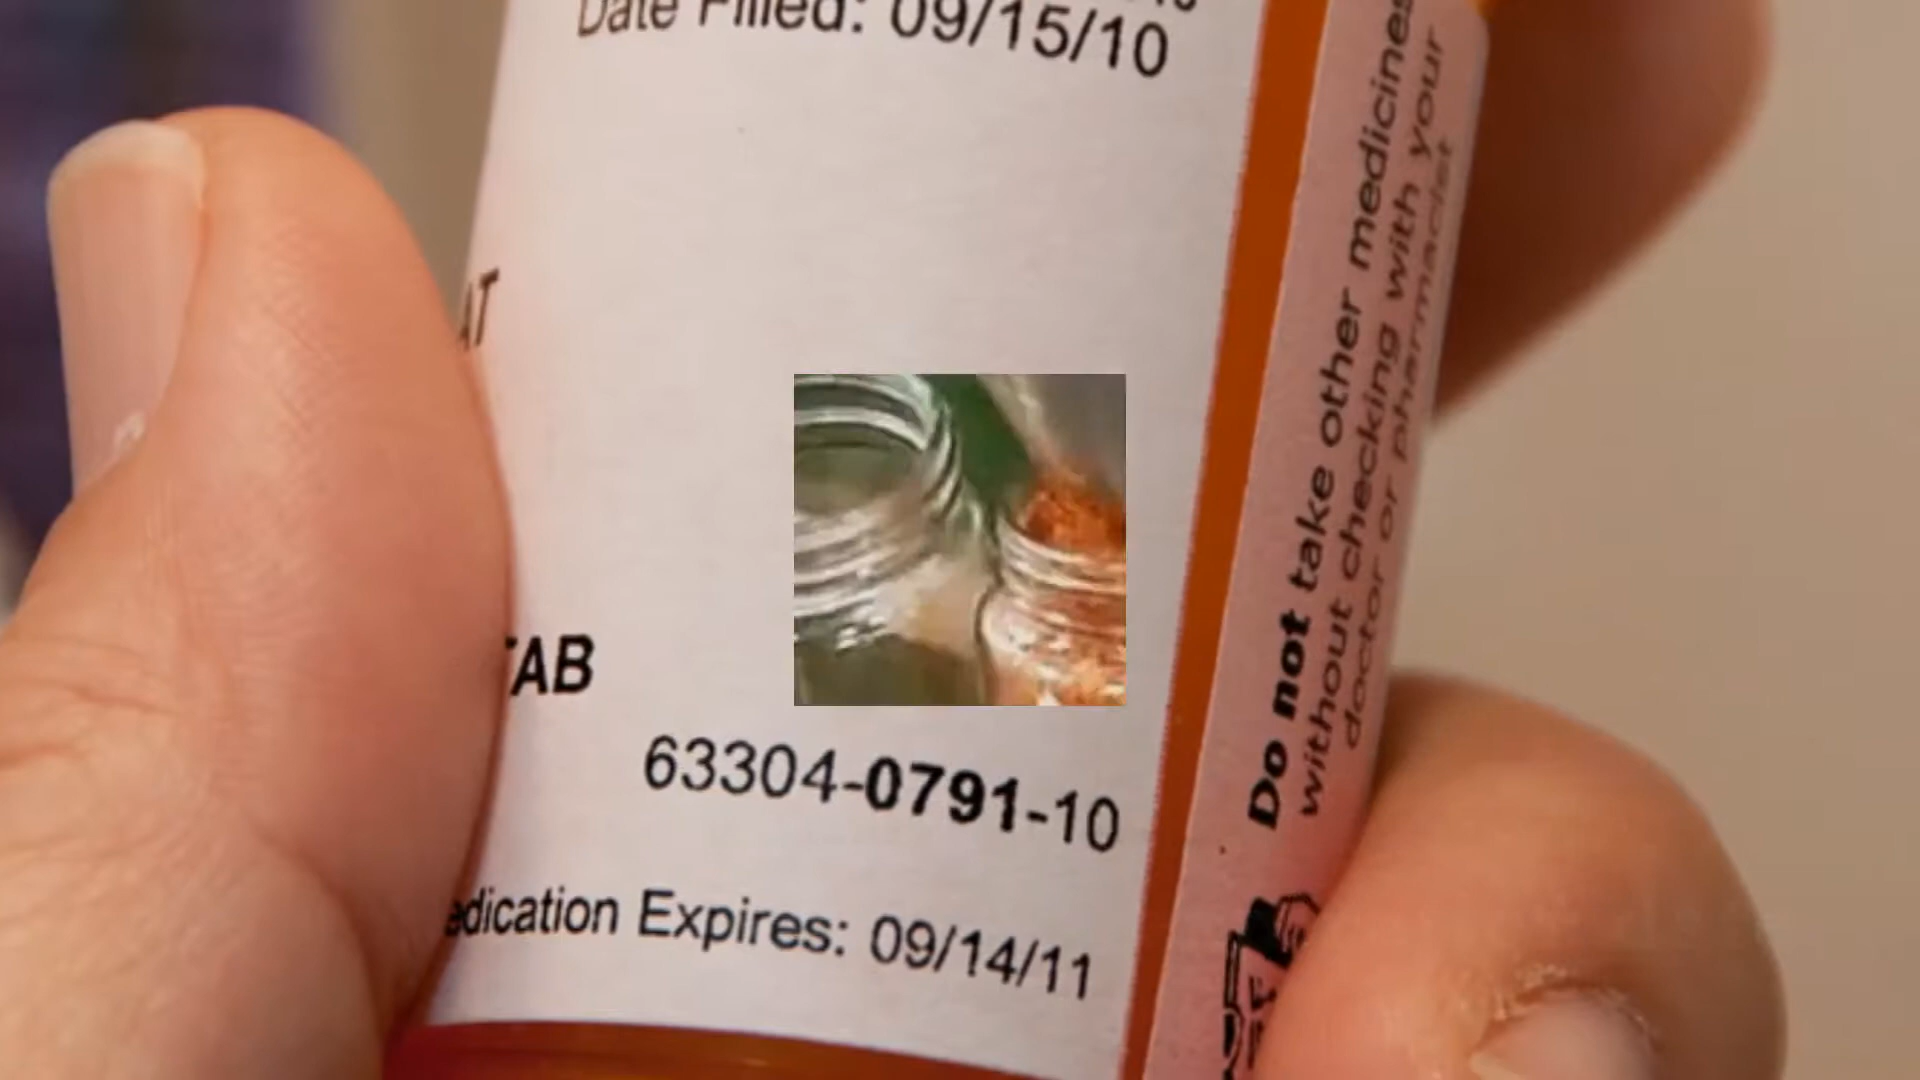 Date Filled: 09/15/10
AT
TAB
63304-0791-10
edication Expires: 09/14/11
Do not take other medicines
without checking with your
doctor or pharmacist